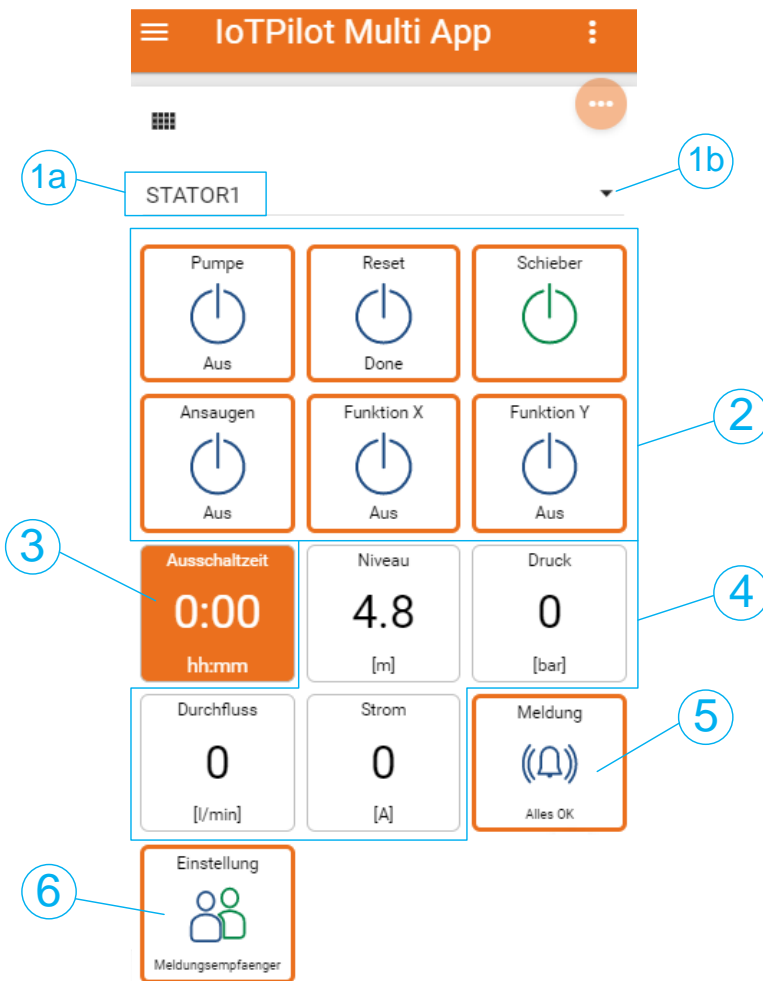 IoTPilot Multi App
1a
1b
STATOR1
Pumpe
Reset
Schieber
Aus
Done
Ansaugen
Funktion X
Funktion Y
2
Aus
Aus
Aus
3
Ausschaltzeit
Niveau
Druck
0:00
4.8
0
4
hh:mm
[m]
[bar]
Durchfluss
Strom
Meldung
5
0
0
[l/min]
[A]
Alles OK
Einstellung
6
Meldungsempfaenger